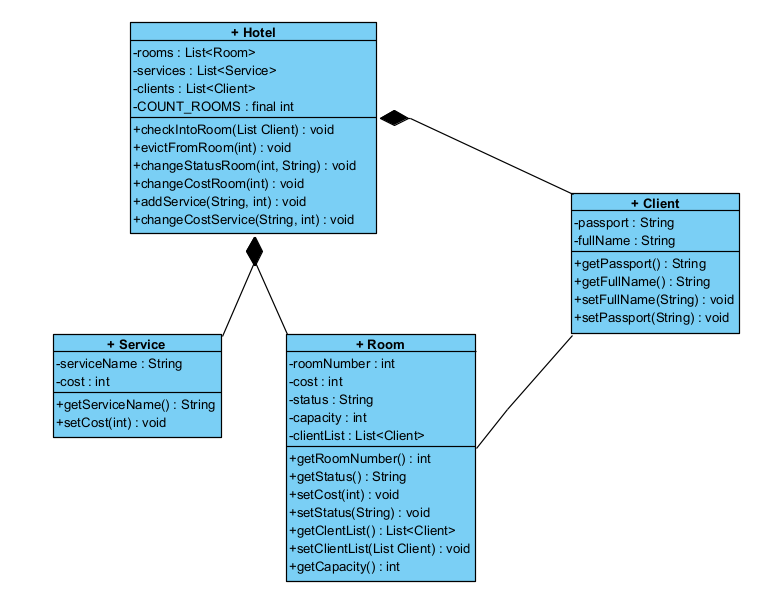 + Hotel
-rooms : List<Room>
-services : List<Service>
-clients : List<Client>
-COUNT_ROOMS : final int
+checkIntoRoom(List Client) : void
+evictFromRoom(int) : void
+changeStatusRoom(int, String) : void
+changeCostRoom(int) : void
+addService(String, int) : void
+changeCostService(String, int) : void
+ Client
-passport : String
-fullName : String
+getPassport() : String
+getFullName() : String
+setFullName(String) : void
+setPassport(String) : void
+ Service
-serviceName : String
-cost : int
+getServiceName() : String
+setCost(int) : void
+ Room
-roomNumber : int
-cost : int
-status : String
-capacity : int
-clientList : List<Client>
+getRoomNumber() : int
+getStatus() : String
+setCost(int) : void
+setStatus(String) : void
+getClentList() : List<Client>
+setClientList(List Client) : void
+getCapacity() : int